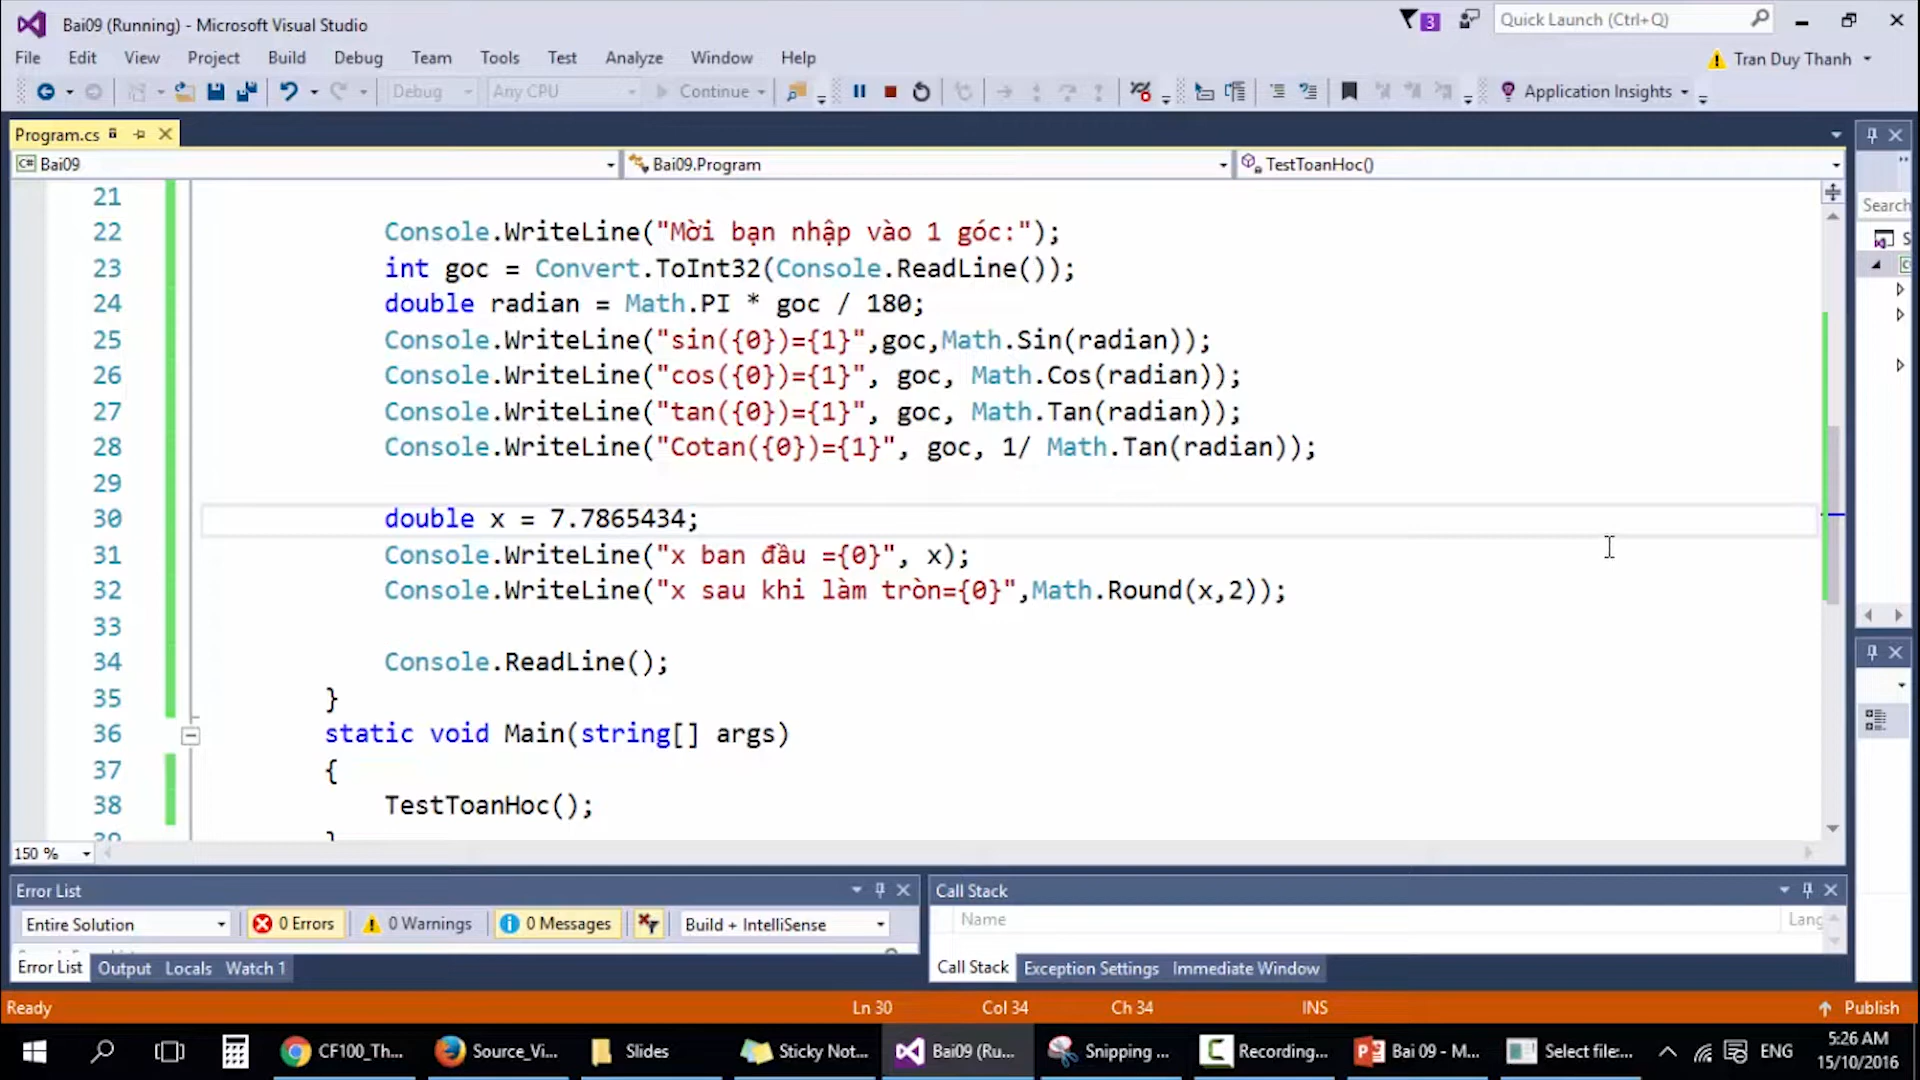 Bai09 (Running) - Microsoft Visual Studio
3
Quick Launch (Ctrl+Q)
File Edit View Project Build Debug Team Tools Test Analyze Window Help
Tran Duy Thanh
Debug Any CPU Continue Application Insights
Program.cs
C# Bai09
Bai09.Program
TestToanHoc()
Search
21
22 Console.WriteLine("Mời bạn nhập vào 1 góc:");
23 int goc = Convert.ToInt32(Console.ReadLine());
24 double radian = Math.PI * goc / 180;
25 Console.WriteLine("sin({0})={1}",goc,Math.Sin(radian));
26 Console.WriteLine("cos({0})={1}", goc, Math.Cos(radian));
27 Console.WriteLine("tan({0})={1}", goc, Math.Tan(radian));
28 Console.WriteLine("Cotan({0})={1}", goc, 1/ Math.Tan(radian));
29
30 double x = 7.7865434;
31 Console.WriteLine("x ban đầu ={0}", x);
32 Console.WriteLine("x sau khi làm tròn={0}",Math.Round(x,2));
33
34 Console.ReadLine();
35 }
36 static void Main(string[] args)
37 {
38 TestToanHoc();
39 }
150 %
Error List
Call Stack
Entire Solution 0 Errors 0 Warnings 0 Messages Build + IntelliSense
Name
Lang
Error List Output Locals Watch 1
Call Stack Exception Settings Immediate Window
Ready Ln 30 Col 34 Ch 34 INS Publish
CF100_Th... Source_Vi... Slides Sticky Not... Bai09 (Ru... Snipping ... Recording... Bai 09 - M... Select file:... ENG
5:26 AM
15/10/2016